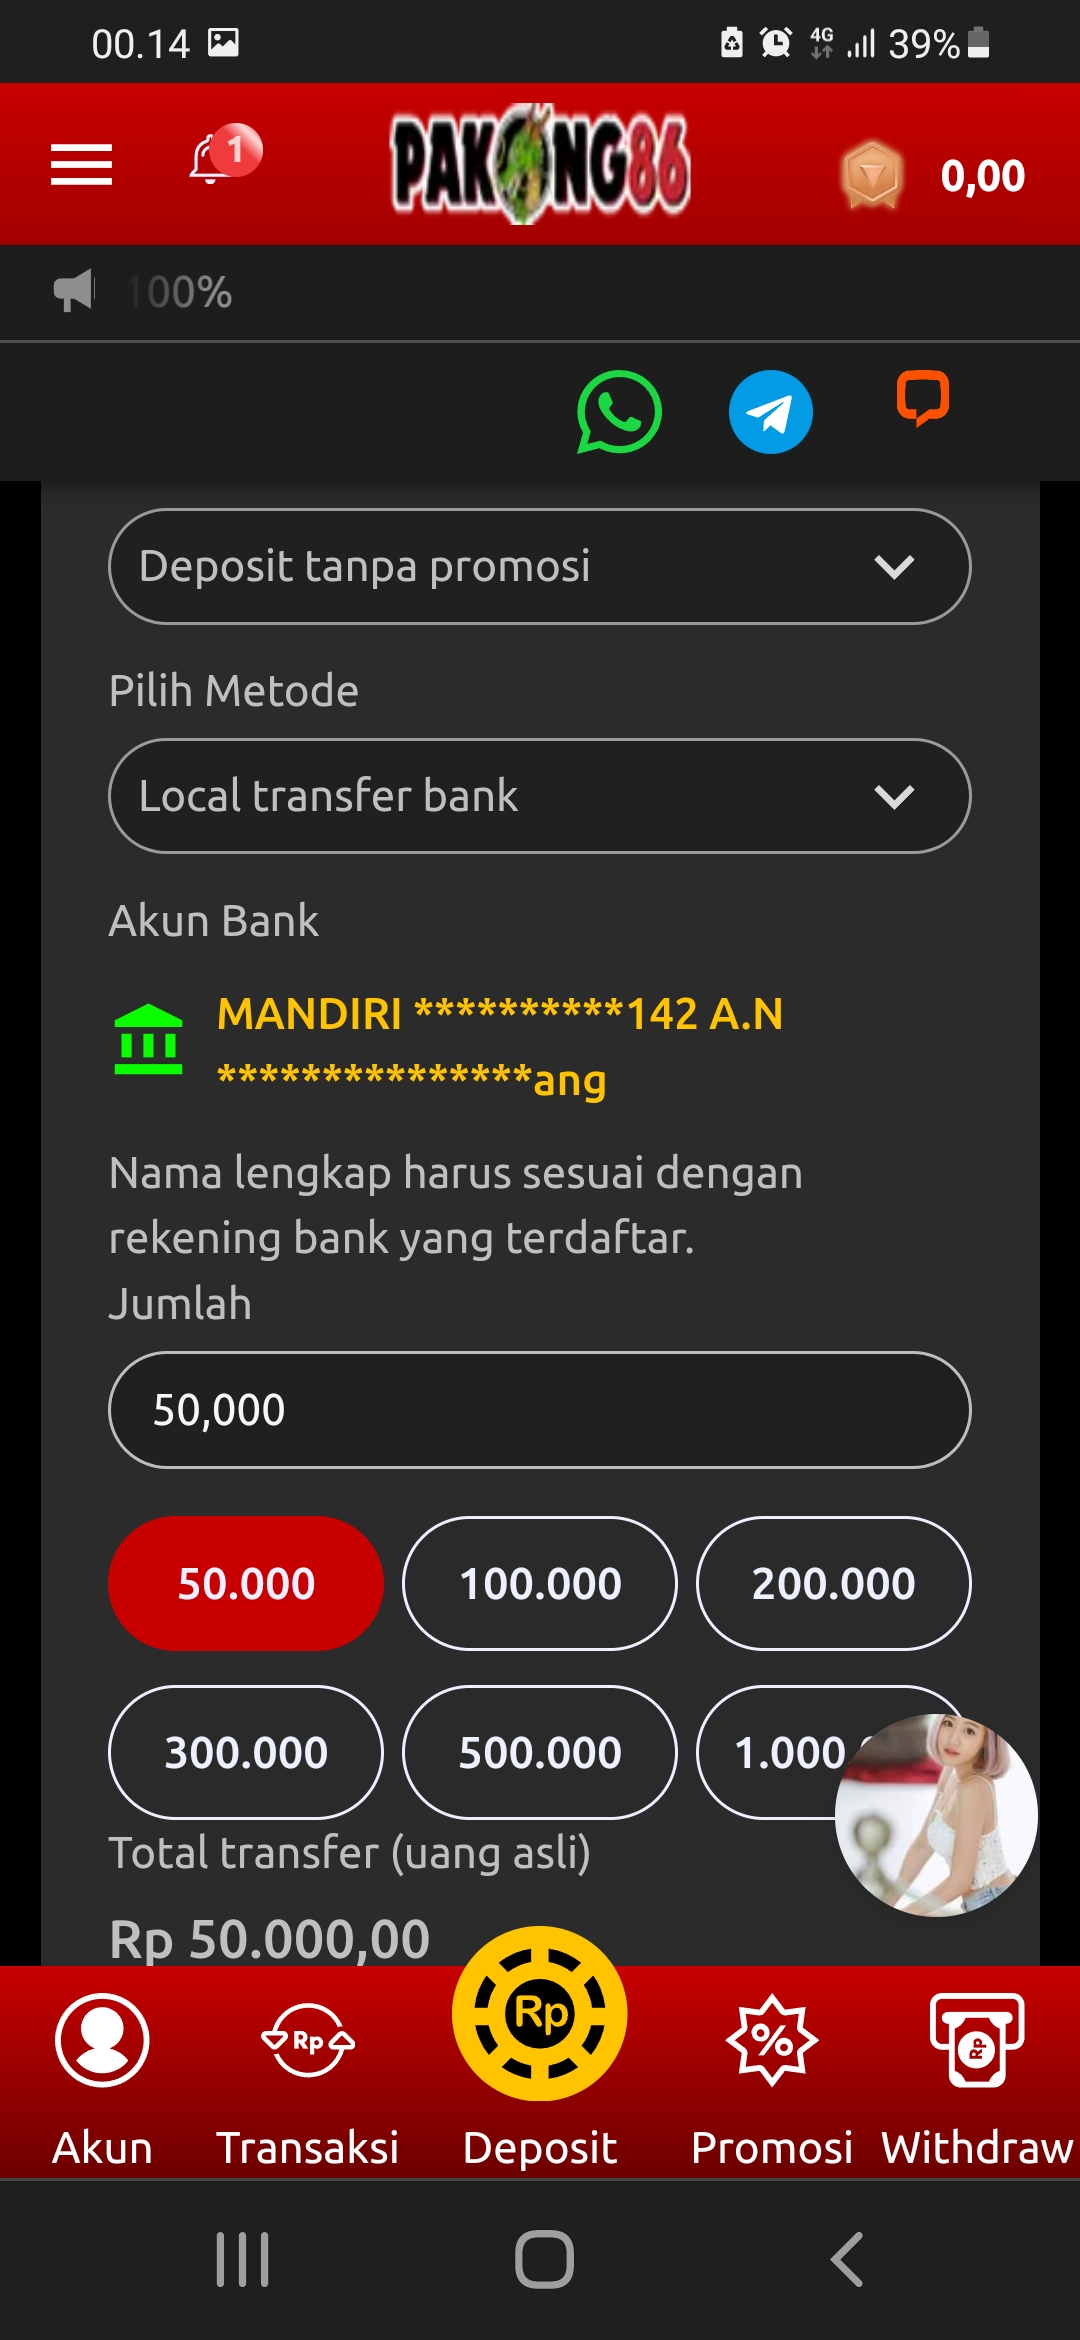 00.14
4G
39%
1
PAKONG86
0,00
100%
Deposit tanpa promosi
Pilih Metode
Local transfer bank
Akun Bank
MANDIRI **********142 A.N
***************ang
Nama lengkap harus sesuai dengan
rekening bank yang terdaftar.
Jumlah
50,000
50.000
100.000
200.000
300.000
500.000
1.000
Total transfer (uang asli)
Rp 50.000,00
Rp
Rp
%
Rp
Akun
Transaksi
Deposit
Promosi
Withdraw